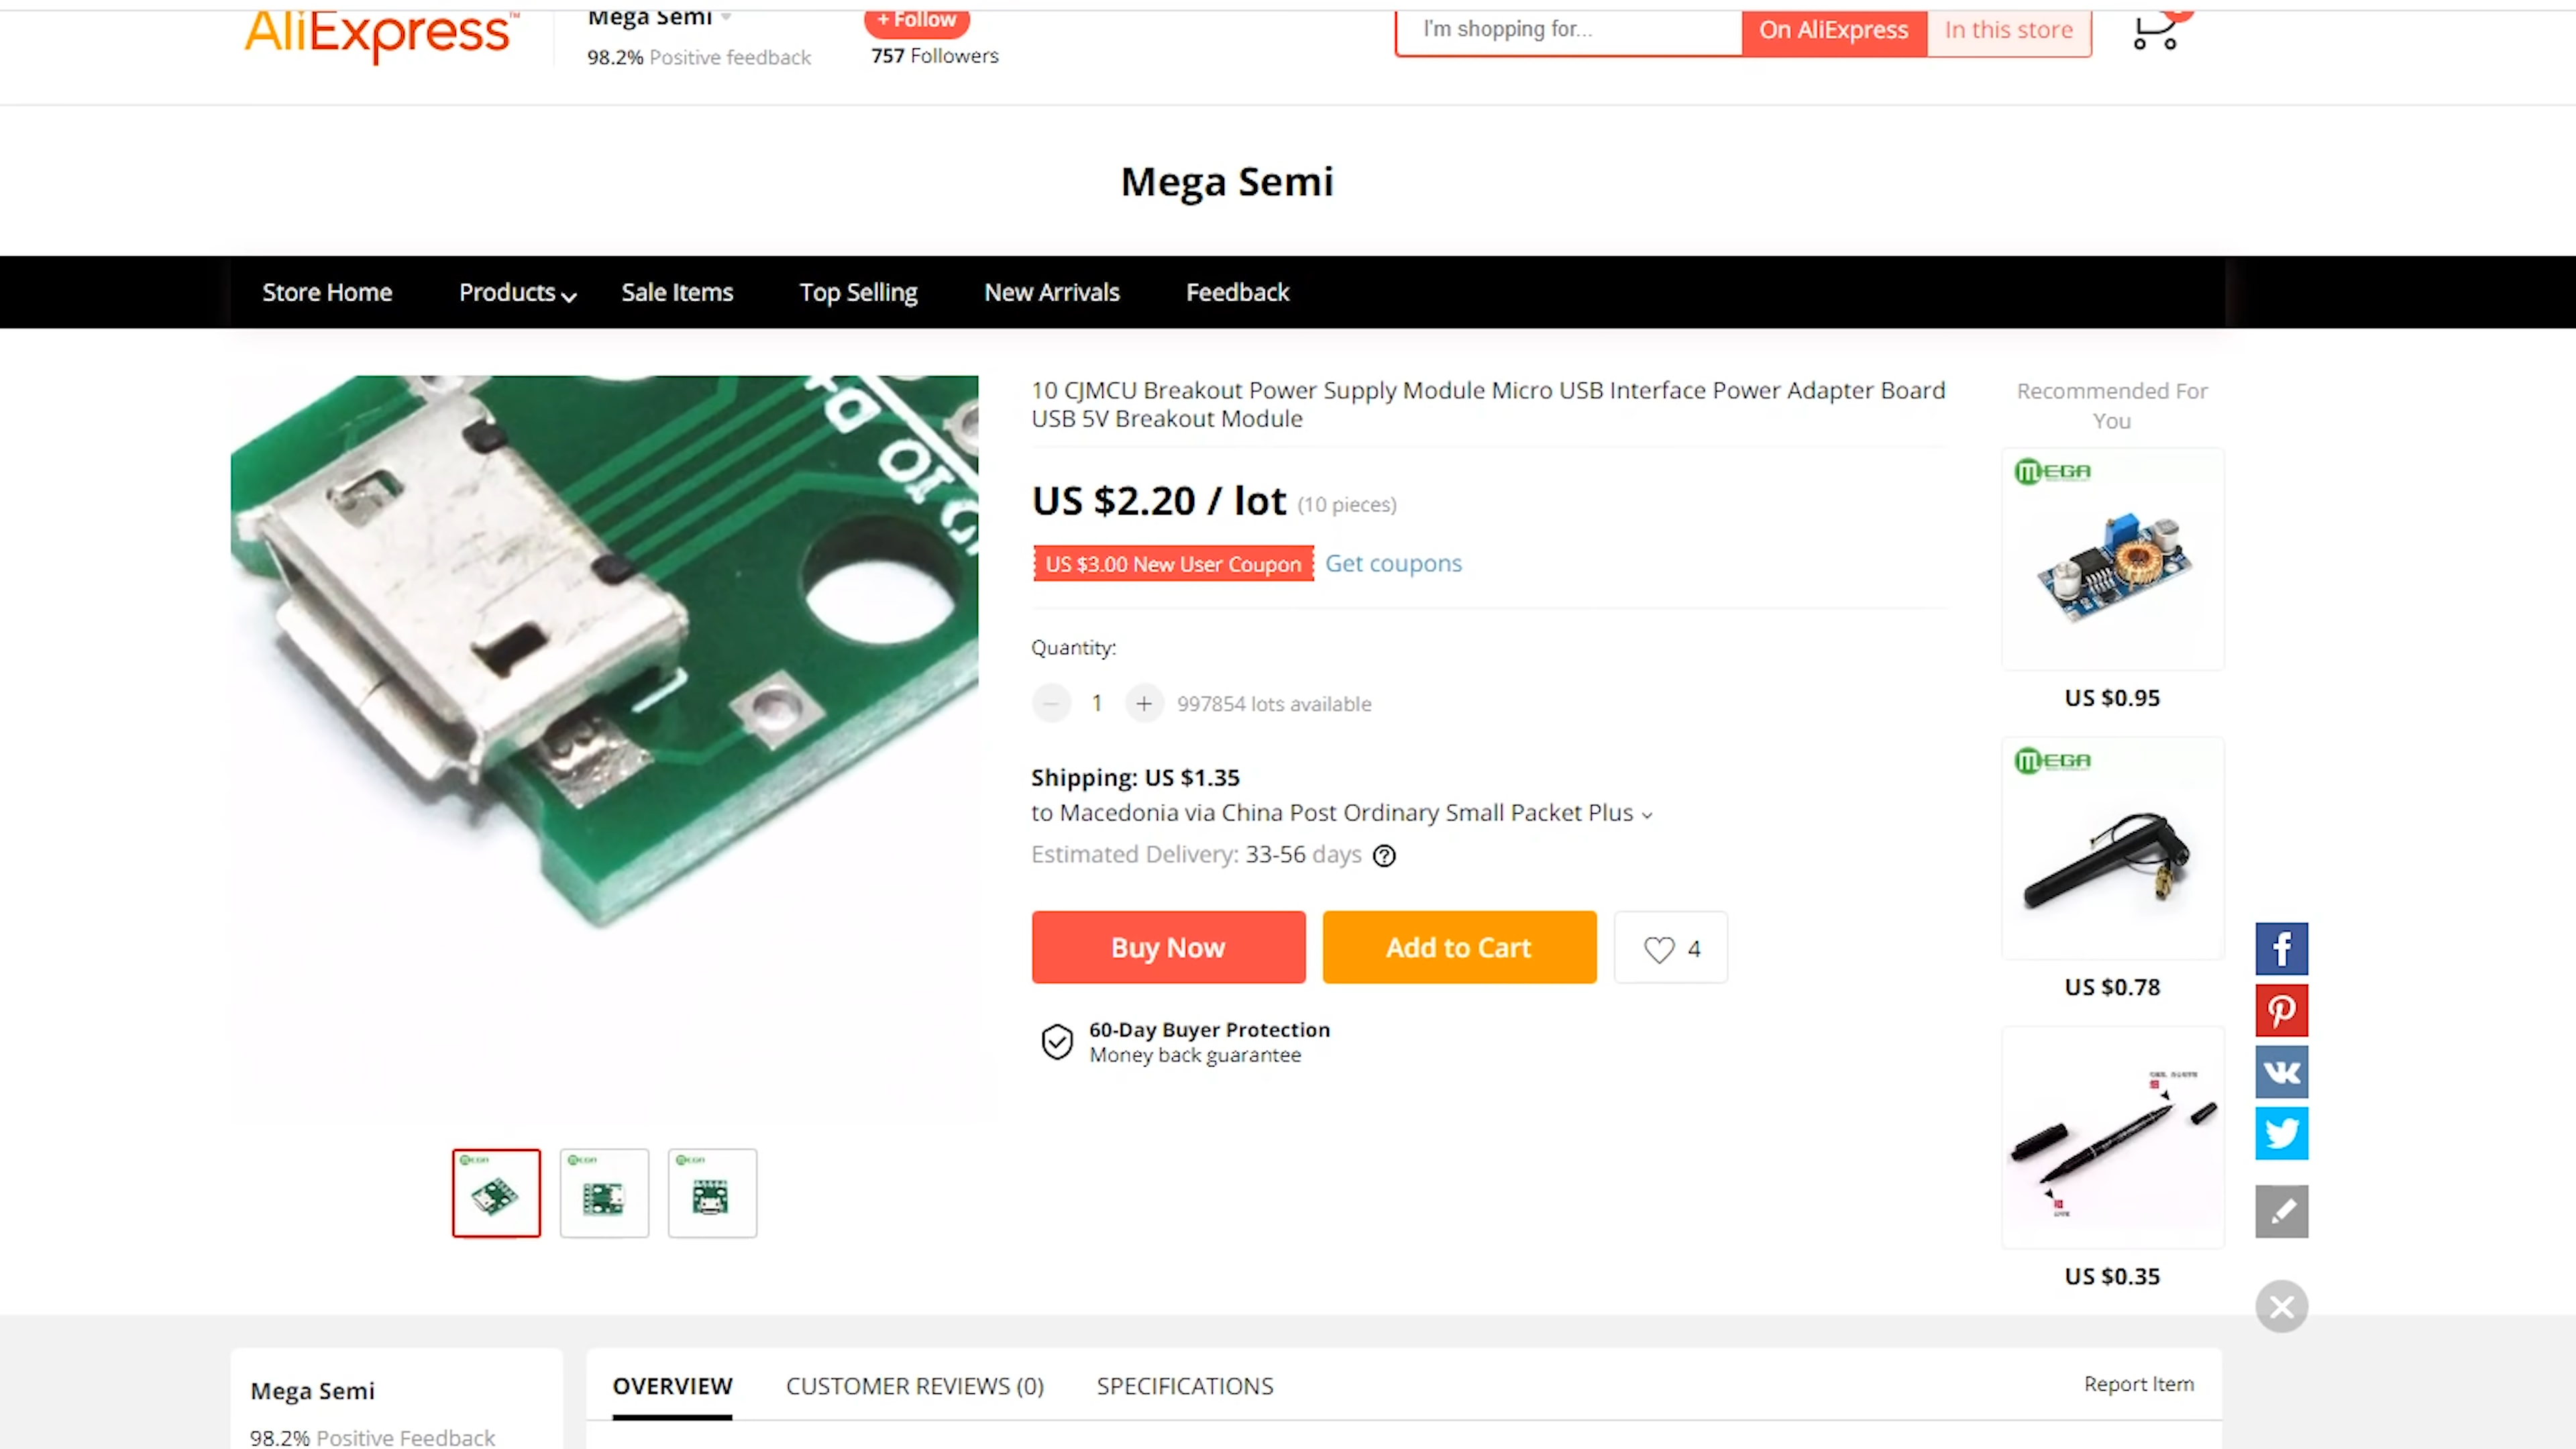 AliExpress™
Mega Semi
98.2% Positive feedback
+ Follow
757 Followers
I'm shopping for...
On AliExpress
In this store
Mega Semi
Store Home
Products
Sale Items
Top Selling
New Arrivals
Feedback
10 CJMCU Breakout Power Supply Module Micro USB Interface Power Adapter Board
USB 5V Breakout Module
US $2.20 / lot (10 pieces)
US $3.00 New User Coupon Get coupons
Quantity:
1
997854 lots available
Shipping: US $1.35
to Macedonia via China Post Ordinary Small Packet Plus
Estimated Delivery: 33-56 days
Buy Now
Add to Cart
4
60-Day Buyer Protection
Money back guarantee
Recommended For
You
MEGA
US $0.95
MEGA
US $0.78
US $0.35
Mega Semi
98.2% Positive Feedback
OVERVIEW
CUSTOMER REVIEWS (0)
SPECIFICATIONS
Report Item